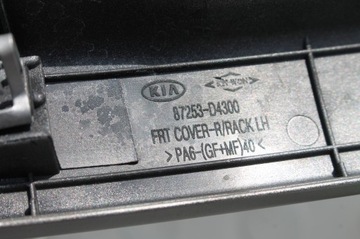 KIA
87253-D4300
FRT COVER-R/RACK LH
>PA6-(GF+MF)40<